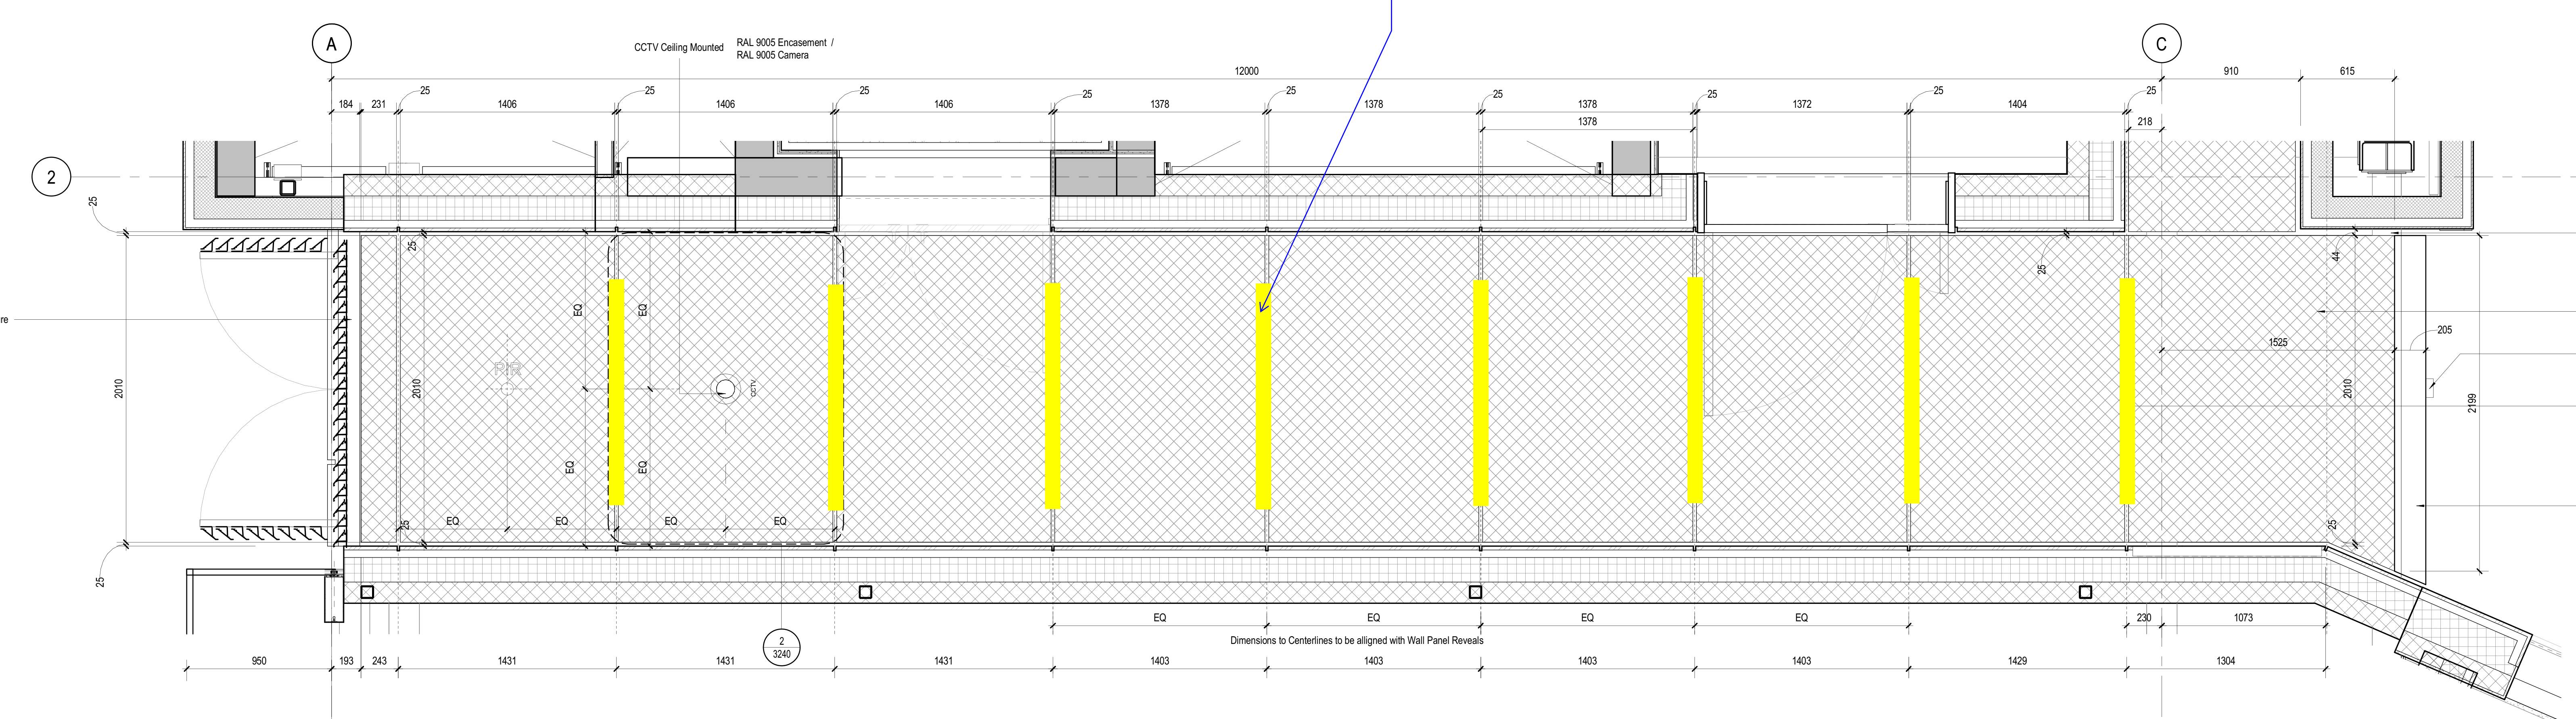 A
C
CCTV Ceiling Mounted
RAL 9005 Encasement /
RAL 9005 Camera
12000
910
615
25
25
25
25
25
25
25
25
25
184
231
1406
1406
1406
1378
1378
1378
1372
1404
1378
218
2
25
25
25
44
re
EQ
EQ
PIR
CCTV
2010
2010
1525
205
2010
2199
EQ
EQ
EQ
EQ
EQ
EQ
25
25
25
2
3240
EQ
EQ
EQ
EQ
230
1073
Dimensions to Centerlines to be alligned with Wall Panel Reveals
950
193
243
1431
1431
1431
1403
1403
1403
1403
1429
1304